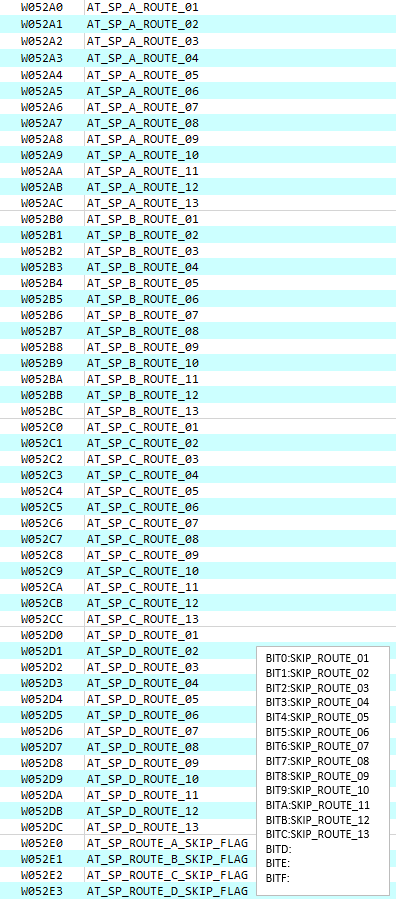 W052A0 AT_SP_A_ROUTE_01
W052A1 AT_SP_A_ROUTE_02
W052A2 AT_SP_A_ROUTE_03
W052A3 AT_SP_A_ROUTE_04
W052A4 AT_SP_A_ROUTE_05
W052A5 AT_SP_A_ROUTE_06
W052A6 AT_SP_A_ROUTE_07
W052A7 AT_SP_A_ROUTE_08
W052A8 AT_SP_A_ROUTE_09
W052A9 AT_SP_A_ROUTE_10
W052AA AT_SP_A_ROUTE_11
W052AB AT_SP_A_ROUTE_12
W052AC AT_SP_A_ROUTE_13
W052B0 AT_SP_B_ROUTE_01
W052B1 AT_SP_B_ROUTE_02
W052B2 AT_SP_B_ROUTE_03
W052B3 AT_SP_B_ROUTE_04
W052B4 AT_SP_B_ROUTE_05
W052B5 AT_SP_B_ROUTE_06
W052B6 AT_SP_B_ROUTE_07
W052B7 AT_SP_B_ROUTE_08
W052B8 AT_SP_B_ROUTE_09
W052B9 AT_SP_B_ROUTE_10
W052BA AT_SP_B_ROUTE_11
W052BB AT_SP_B_ROUTE_12
W052BC AT_SP_B_ROUTE_13
W052C0 AT_SP_C_ROUTE_01
W052C1 AT_SP_C_ROUTE_02
W052C2 AT_SP_C_ROUTE_03
W052C3 AT_SP_C_ROUTE_04
W052C4 AT_SP_C_ROUTE_05
W052C5 AT_SP_C_ROUTE_06
W052C6 AT_SP_C_ROUTE_07
W052C7 AT_SP_C_ROUTE_08
W052C8 AT_SP_C_ROUTE_09
W052C9 AT_SP_C_ROUTE_10
W052CA AT_SP_C_ROUTE_11
W052CB AT_SP_C_ROUTE_12
W052CC AT_SP_C_ROUTE_13
W052D0 AT_SP_D_ROUTE_01
W052D1 AT_SP_D_ROUTE_02
W052D2 AT_SP_D_ROUTE_03
W052D3 AT_SP_D_ROUTE_04
W052D4 AT_SP_D_ROUTE_05
W052D5 AT_SP_D_ROUTE_06
W052D6 AT_SP_D_ROUTE_07
W052D7 AT_SP_D_ROUTE_08
W052D8 AT_SP_D_ROUTE_09
W052D9 AT_SP_D_ROUTE_10
W052DA AT_SP_D_ROUTE_11
W052DB AT_SP_D_ROUTE_12
W052DC AT_SP_D_ROUTE_13
W052E0 AT_SP_ROUTE_A_SKIP_FLAG
W052E1 AT_SP_ROUTE_B_SKIP_FLAG
W052E2 AT_SP_ROUTE_C_SKIP_FLAG
W052E3 AT_SP_ROUTE_D_SKIP_FLAG
BIT0:SKIP_ROUTE_01
BIT1:SKIP_ROUTE_02
BIT2:SKIP_ROUTE_03
BIT3:SKIP_ROUTE_04
BIT4:SKIP_ROUTE_05
BIT5:SKIP_ROUTE_06
BIT6:SKIP_ROUTE_07
BIT7:SKIP_ROUTE_08
BIT8:SKIP_ROUTE_09
BIT9:SKIP_ROUTE_10
BITA:SKIP_ROUTE_11
BITB:SKIP_ROUTE_12
BITC:SKIP_ROUTE_13
BITD:
BITE:
BITF: